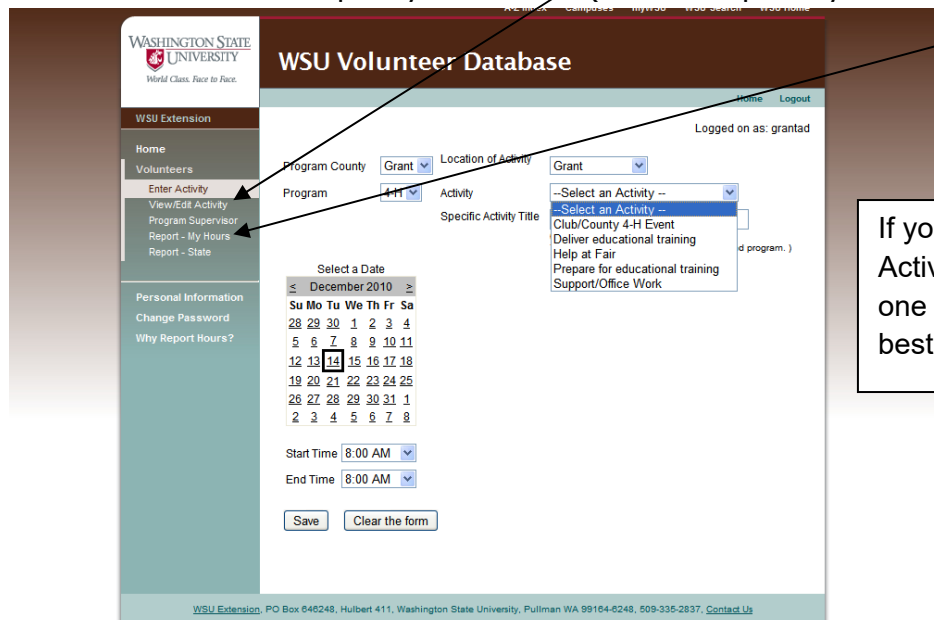 A-Z Index Campuses myWSU WSU Search WSU Home
WASHINGTON STATE
UNIVERSITY
World Class. Face to Face.
WSU Volunteer Database
Home Logout
WSU Extension
Logged on as: grantad
Home
Volunteers
Enter Activity
View/Edit Activity
Program Supervisor
Report - My Hours
Report - State
Personal Information
Change Password
Why Report Hours?
Program County Grant Location of Activity Grant
Program 4-H Activity --Select an Activity --
Specific Activity Title
--Select an Activity --
Club/County 4-H Event
Deliver educational training
Help at Fair
Prepare for educational training
Support/Office Work
d program. )
Select a Date
< December 2010 >
Su Mo Tu We Th Fr Sa
28 29 30 1 2 3 4
5 6 7 8 9 10 11
12 13 14 15 16 17 18
19 20 21 22 23 24 25
26 27 28 29 30 31 1
2 3 4 5 6 7 8
Start Time 8:00 AM
End Time 8:00 AM
Save Clear the form
If yo
Activ
one
best
WSU Extension, PO Box 646248, Hulbert 411, Washington State University, Pullman WA 99164-6248, 509-335-2837, Contact Us